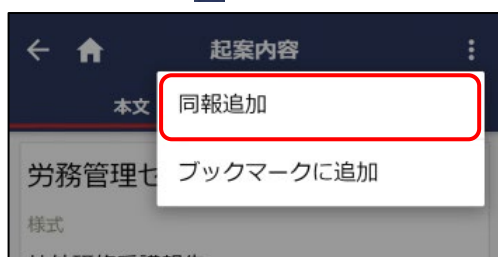 起案内容
本文
同報追加
ブックマークに追加
労務管理セ
様式